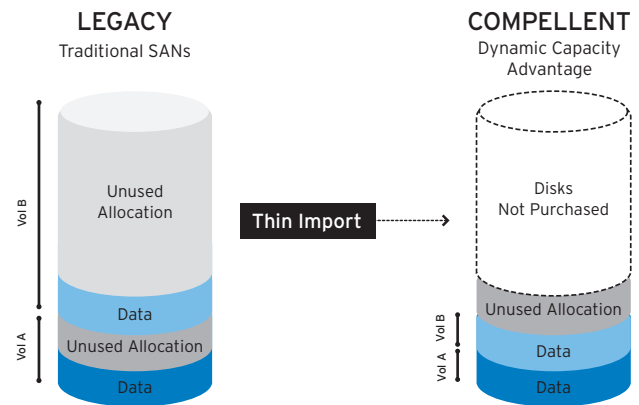 LEGACY
Traditional SANs
Vol B
Unused
Allocation
Data
Vol A
Unused Allocation
Data
Thin Import
COMPELLENT
Dynamic Capacity
Advantage
Disks
Not Purchased
Unused Allocation
Vol B
Data
Vol A
Data